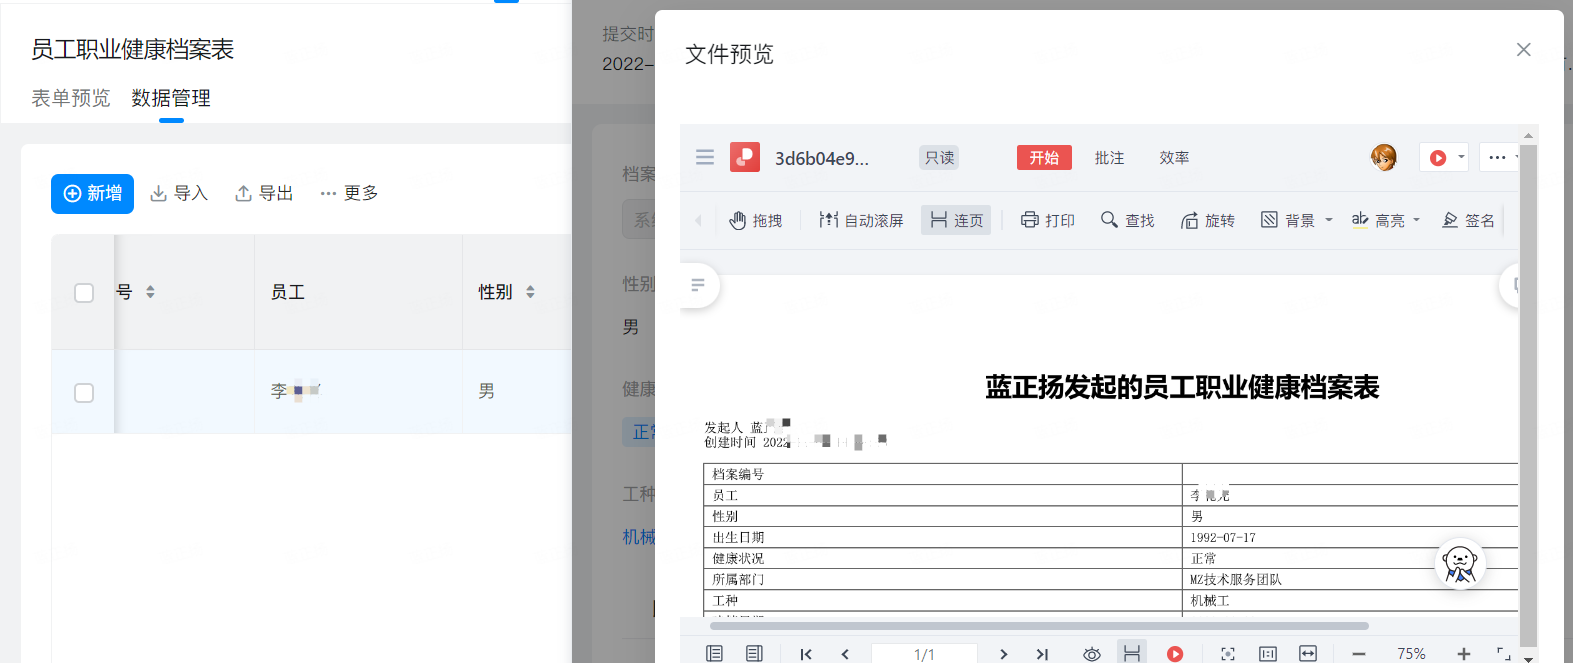 员工职业健康档案表
表单预览 数据管理
新增 导入 导出 更多
号 员工 性别
李 男
提交时
2022-
档案
系统
性别
男
健康
正常
工种
机械
文件预览
3d6b04e9... 只读 开始 批注 效率
拖拽 自动滚屏 连页 打印 查找 旋转 背景 高亮 签名
蓝正扬发起的员工职业健康档案表
发起人 蓝
创建时间 2022
档案编号
员工 李
性别 男
出生日期 1992-07-17
健康状况 正常
所属部门 MZ技术服务团队
工种 机械工
1/1 75%